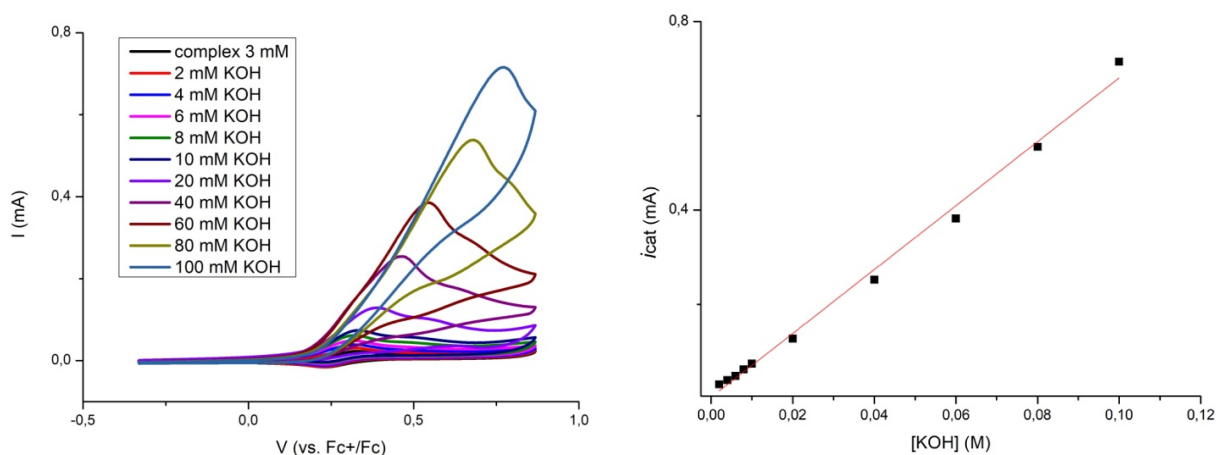 0,8
0,4
0,0
-0,5
0,0
0,5
1,0
I (mA)
V (vs. Fc+/Fc)
complex 3 mM
2 mM KOH
4 mM KOH
6 mM KOH
8 mM KOH
10 mM KOH
20 mM KOH
40 mM KOH
60 mM KOH
80 mM KOH
100 mM KOH
0,8
0,4
0,00
0,02
0,04
0,06
0,08
0,10
0,12
icat (mA)
[KOH] (M)